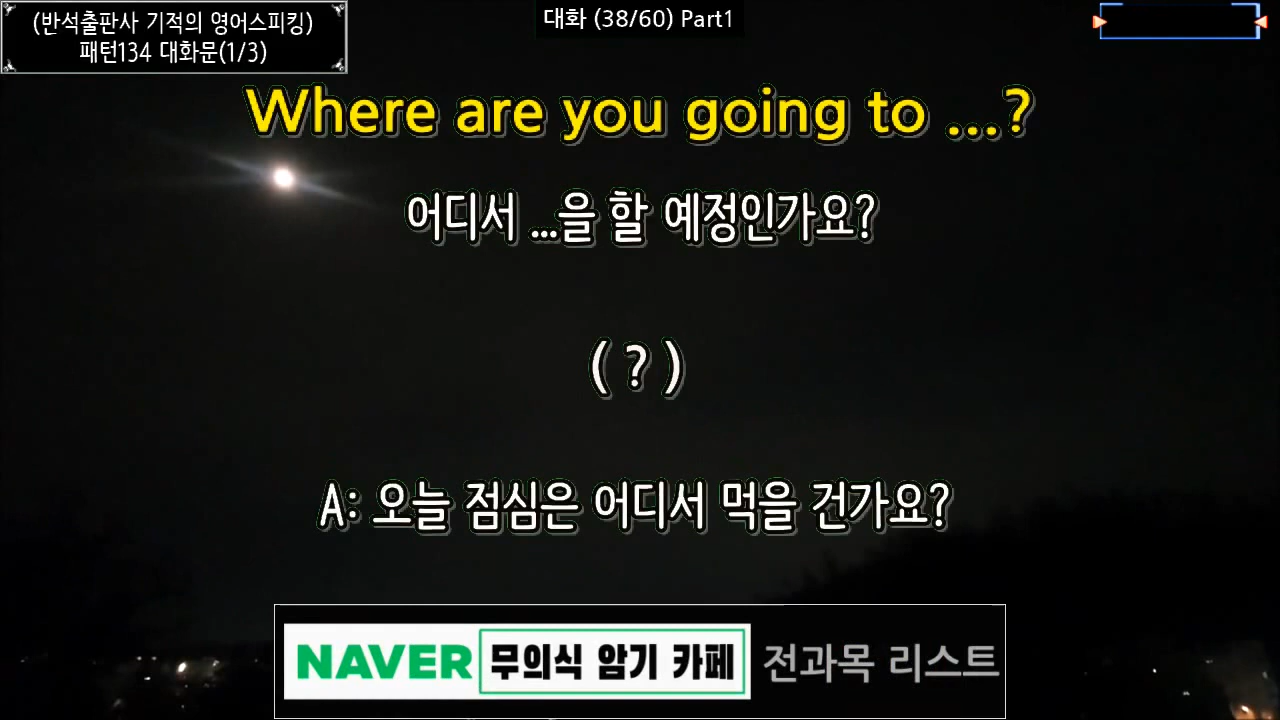 (반석출판사 기적의 영어스피킹)
패턴134 대화문(1/3)
대화 (38/60) Part1
Where are you going to ...?
어디서 ...을 할 예정인가요?
( ? )
A: 오늘 점심은 어디서 먹을 건가요?
NAVER 무의식 암기 카페 전과목 리스트